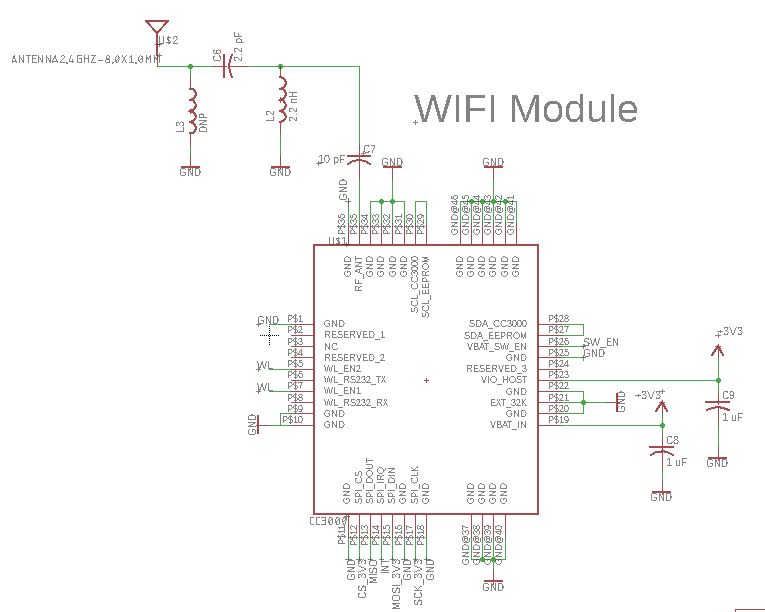 U$2
ANTENNA2,4GHZ-8,0X1,0MM
C6
2.2 pF
L3
DNP
L2
2.2 nH
GND
GND
WIFI Module
10 pF
C7
GND
GND
GND
P$36
P$35
P$34
P$33
P$32
P$31
P$30
P$29
GND@46
GND@45
GND@44
GND@43
GND@42
GND@41
U$1
GND
RF_ANT
GND
GND
GND
GND
SCL_CC3000
SCL_EEPROM
GND
GND
GND
GND
GND
GND
GND
P$1
GND
P$2
RESERVED_1
P$3
NC
P$4
RESERVED_2
WL
P$5
WL_EN2
P$6
WL_RS232_TX
WL
P$7
WL_EN1
P$8
WL_RS232_RX
P$9
GND
GND
P$10
GND
SDA_CC3000
P$28
SDA_EEPROM
P$27
VBAT_SW_EN
P$26
SW_EN
GND
P$25
GND
RESERVED_3
P$24
VIO_HOST
P$23
GND
P$22
EXT_32K
P$21
GND
GND
P$20
VBAT_IN
P$19
+3V3
C9
1 uF
GND
+3V3
C8
1 uF
GND
GND
SPI_CS
SPI_DOUT
SPI_IRQ
SPI_DIN
GND
SPI_CLK
GND
GND
GND
GND
GND
CC3000
P$11
P$12
P$13
P$14
P$15
P$16
P$17
P$18
GND@37
GND@38
GND@39
GND@40
GND
CS_3V3
MISO
INT
MOSI_3V3
GND
SCK_3V3
GND
GND